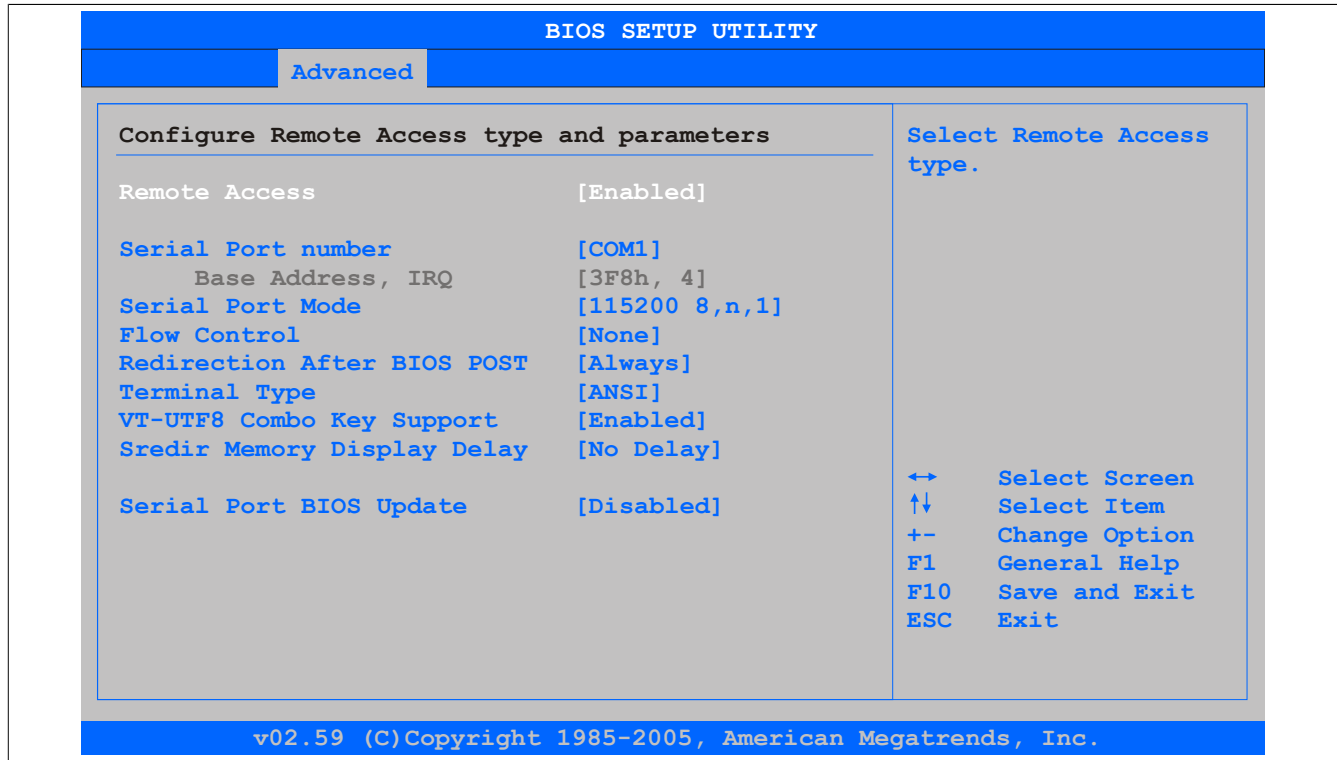 BIOS SETUP UTILITY
Advanced
Configure Remote Access type and parameters
Remote Access [Enabled]
Serial Port number [COM1]
Base Address, IRQ [3F8h, 4]
Serial Port Mode [115200 8,n,1]
Flow Control [None]
Redirection After BIOS POST [Always]
Terminal Type [ANSI]
VT-UTF8 Combo Key Support [Enabled]
Sredir Memory Display Delay [No Delay]
Serial Port BIOS Update [Disabled]
Select Remote Access
type.
↔ Select Screen
↑↓ Select Item
+- Change Option
F1 General Help
F10 Save and Exit
ESC Exit
v02.59 (C)Copyright 1985-2005, American Megatrends, Inc.